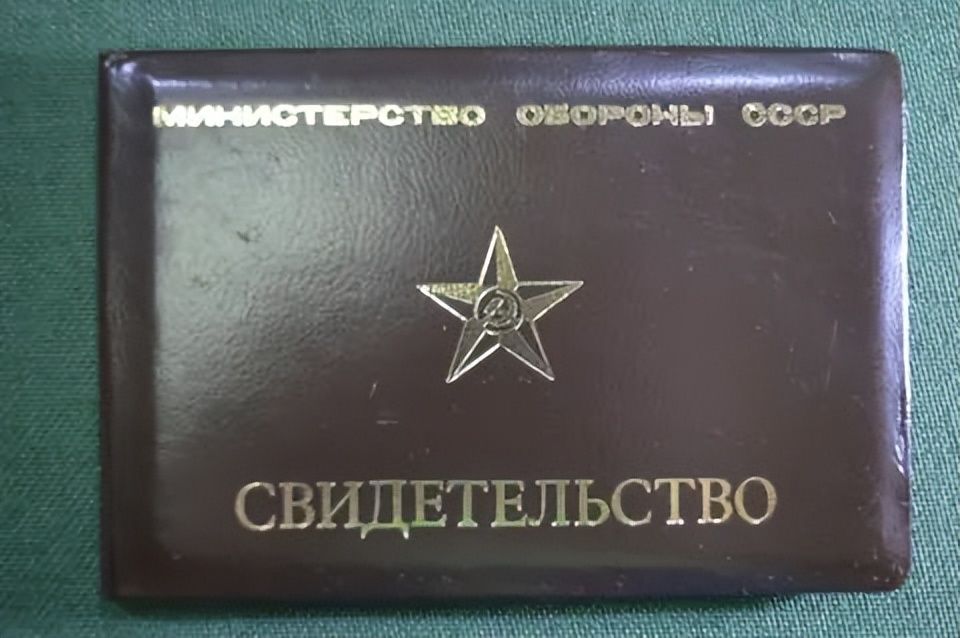 МИНИСТЕРСТВО ОБОРОНЫ СССР
СВИДЕТЕЛЬСТВО